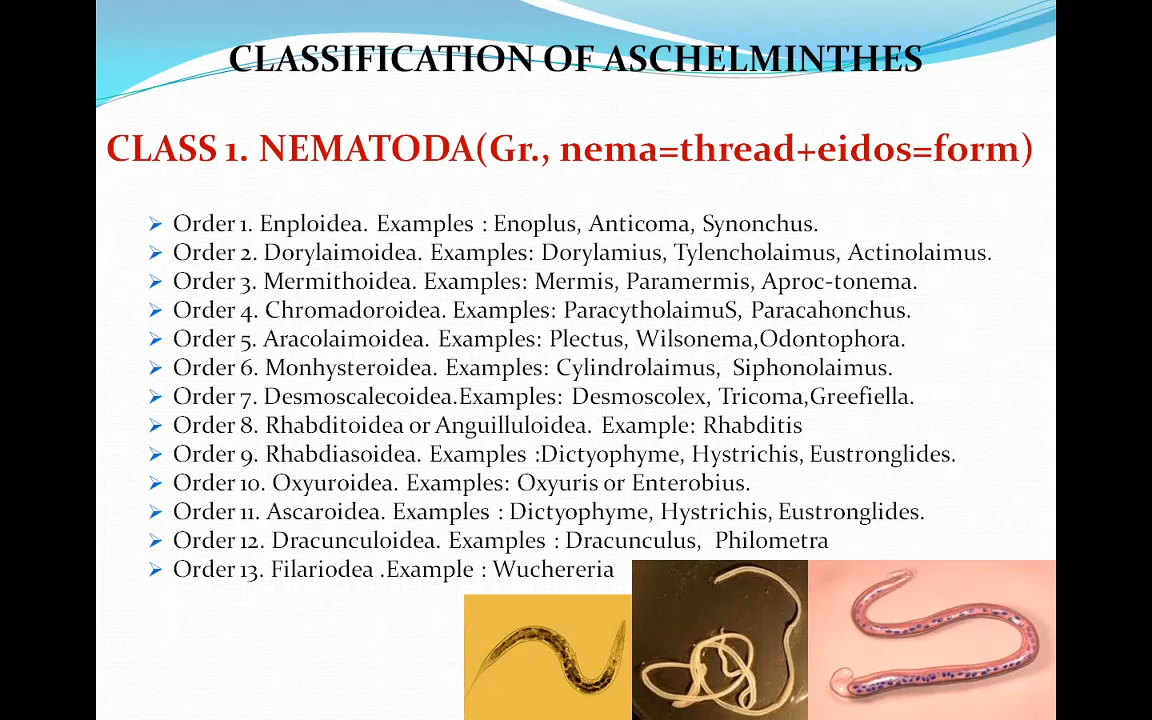 CLASSIFICATION OF ASCHELMINTHES
CLASS 1. NEMATODA(Gr., nema=thread+eidos=form)
➢ Order 1. Enploidea. Examples : Enoplus, Anticoma, Synonchus.
➢ Order 2. Dorylaimoidea. Examples: Dorylamius, Tylencholaimus, Actinolaimus.
➢ Order 3. Mermithoidea. Examples: Mermis, Paramermis, Aproc-tonema.
➢ Order 4. Chromadoroidea. Examples: ParacytholaimuS, Paracahonchus.
➢ Order 5. Aracolaimoidea. Examples: Plectus, Wilsonema,Odontophora.
➢ Order 6. Monhysteroidea. Examples: Cylindrolaimus, Siphonolaimus.
➢ Order 7. Desmoscalecoidea.Examples: Desmoscolex, Tricoma,Greefiella.
➢ Order 8. Rhabditoidea or Anguilluloidea. Example: Rhabditis
➢ Order 9. Rhabdiasoidea. Examples :Dictyophyme, Hystrichis, Eustronglides.
➢ Order 10. Oxyuroidea. Examples: Oxyuris or Enterobius.
➢ Order 11. Ascaroidea. Examples : Dictyophyme, Hystrichis, Eustronglides.
➢ Order 12. Dracunculoidea. Examples : Dracunculus, Philometra
➢ Order 13. Filariodea .Example : Wuchereria